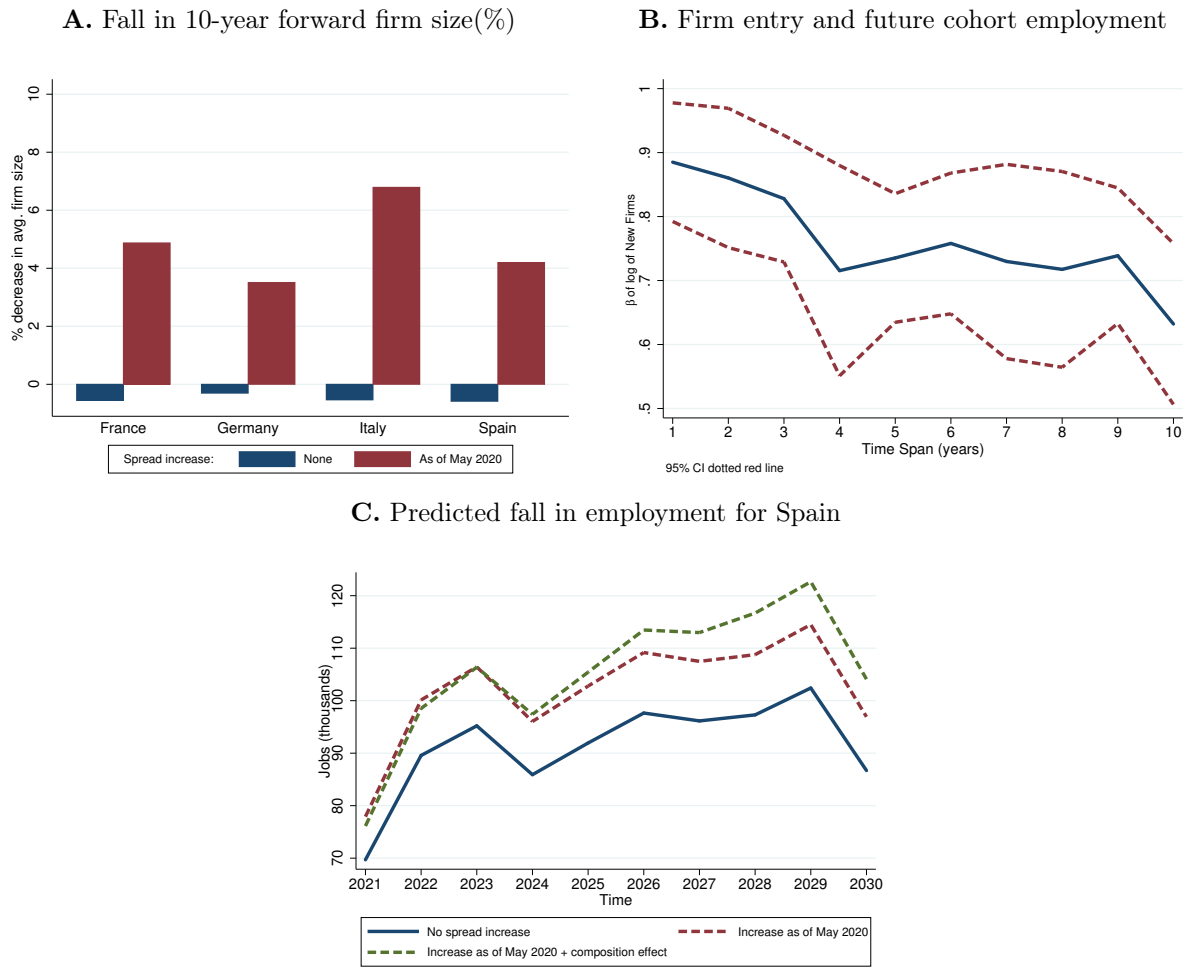 A. Fall in 10-year forward firm size(%)
% decrease in avg. firm size
10
8
6
4
2
0
France Germany Italy Spain
Spread increase: None As of May 2020
B. Firm entry and future cohort employment
β of log of New Firms
1
.9
.8
.7
.6
.5
1 2 3 4 5 6 7 8 9 10
Time Span (years)
95% CI dotted red line
C. Predicted fall in employment for Spain
Jobs (thousands)
120
110
100
90
80
70
2021 2022 2023 2024 2025 2026 2027 2028 2029 2030
Time
No spread increase Increase as of May 2020
Increase as of May 2020 + composition effect